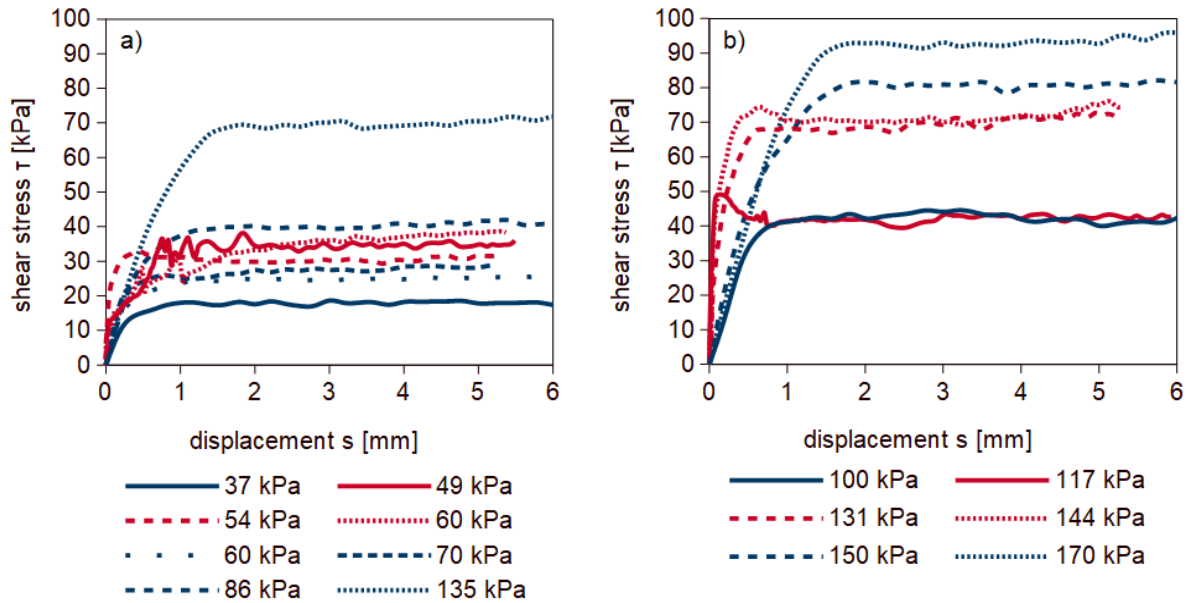 a)
100
90
80
70
60
50
40
30
20
10
0
shear stress τ [kPa]
0 1 2 3 4 5 6
displacement s [mm]
37 kPa 49 kPa
54 kPa 60 kPa
60 kPa 70 kPa
86 kPa 135 kPa
b)
100
90
80
70
60
50
40
30
20
10
0
shear stress τ [kPa]
0 1 2 3 4 5 6
displacement s [mm]
100 kPa 117 kPa
131 kPa 144 kPa
150 kPa 170 kPa